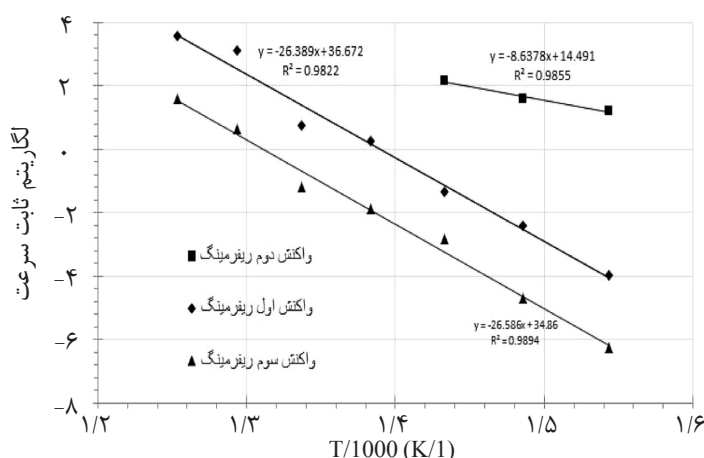 ۴
۲
۰
−۲
−۴
−۶
−۸
لگاریتم ثابت سرعت
y = -26.389x + 36.672
R² = 0.9822
y = -8.6378x + 14.491
R² = 0.9855
واکنش دوم ریفرمینگ
واکنش اول ریفرمینگ
واکنش سوم ریفرمینگ
y = -26.586x + 34.86
R² = 0.9894
۱/۲ ۱/۳ ۱/۴ ۱/۵ ۱/۶
T/1000 (K/1)